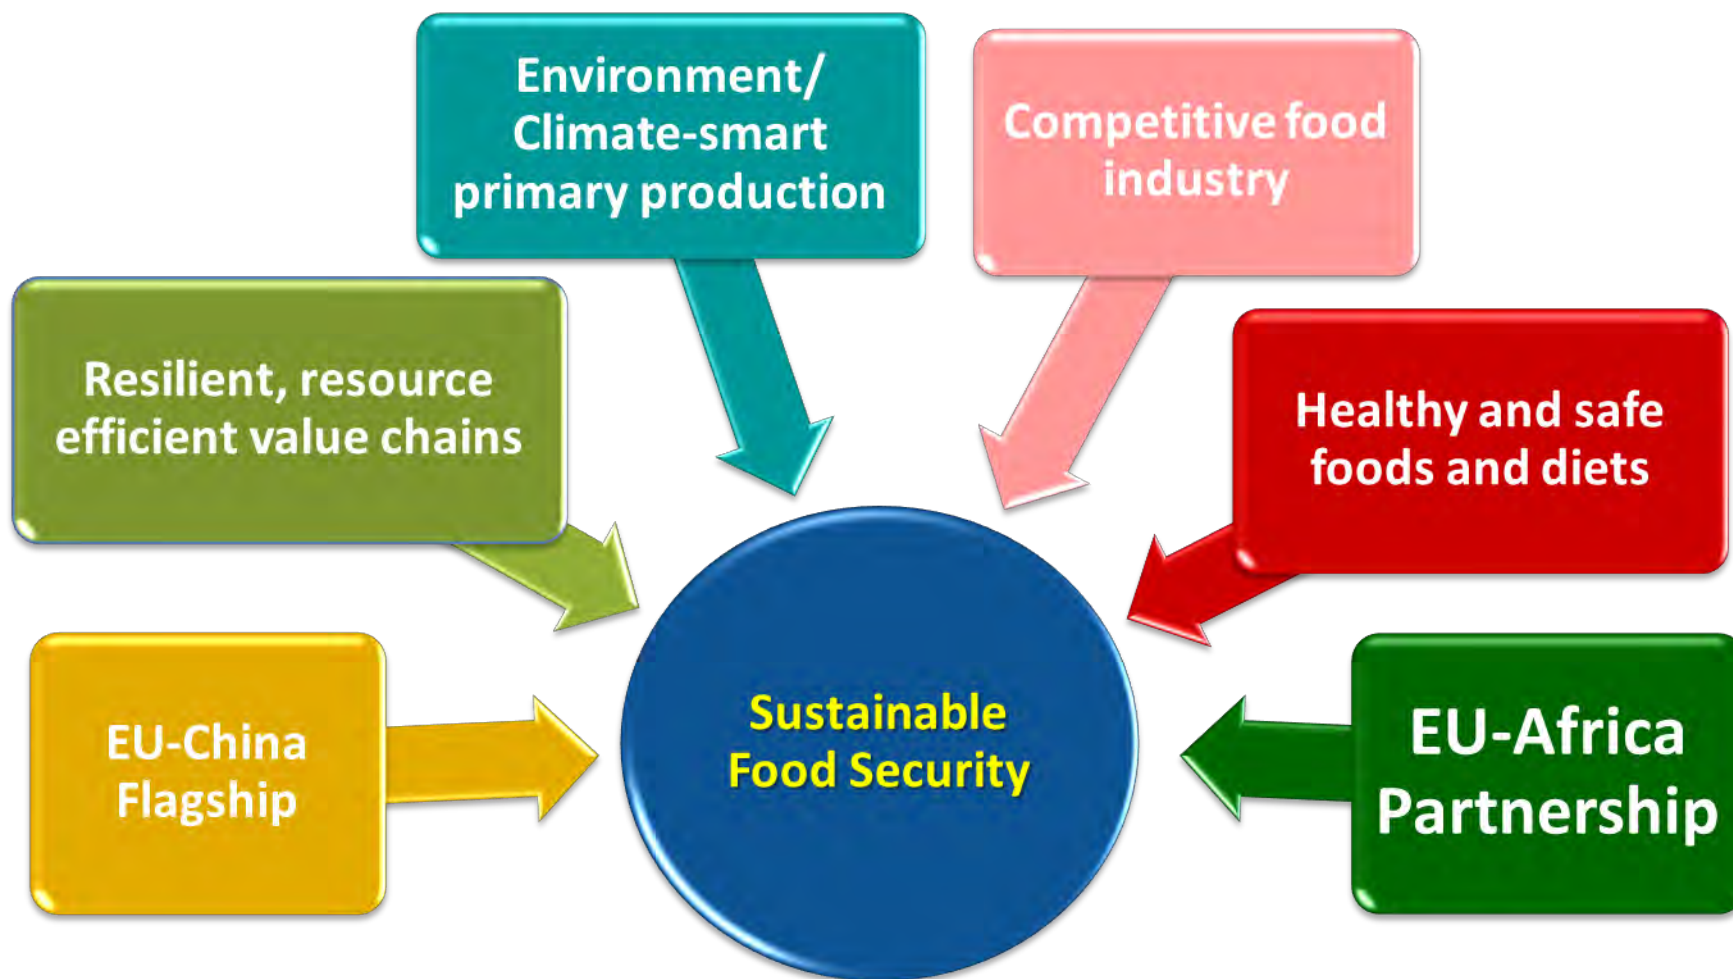 Environment/
Climate-smart
primary production
Competitive food
industry
Resilient, resource
efficient value chains
Healthy and safe
foods and diets
EU-China
Flagship
Sustainable
Food Security
EU-Africa
Partnership